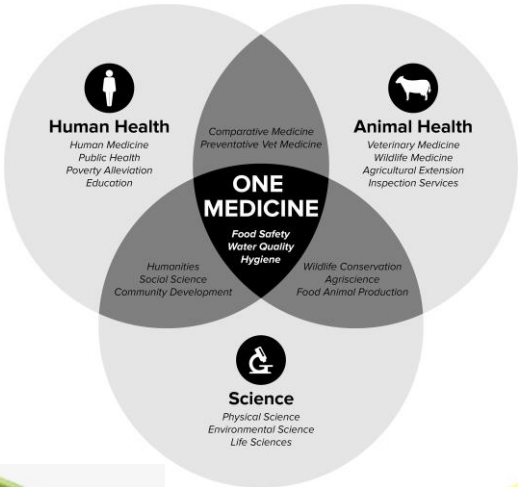 Human Health
Human Medicine
Public Health
Poverty Alleviation
Education
Comparative Medicine
Preventative Vet Medicine
Animal Health
Veterinary Medicine
Wildlife Medicine
Agricultural Extension
Inspection Services
ONE
MEDICINE
Food Safety
Water Quality
Hygiene
Humanities
Social Science
Community Development
Wildlife Conservation
Agriscience
Food Animal Production
Science
Physical Science
Environmental Science
Life Sciences